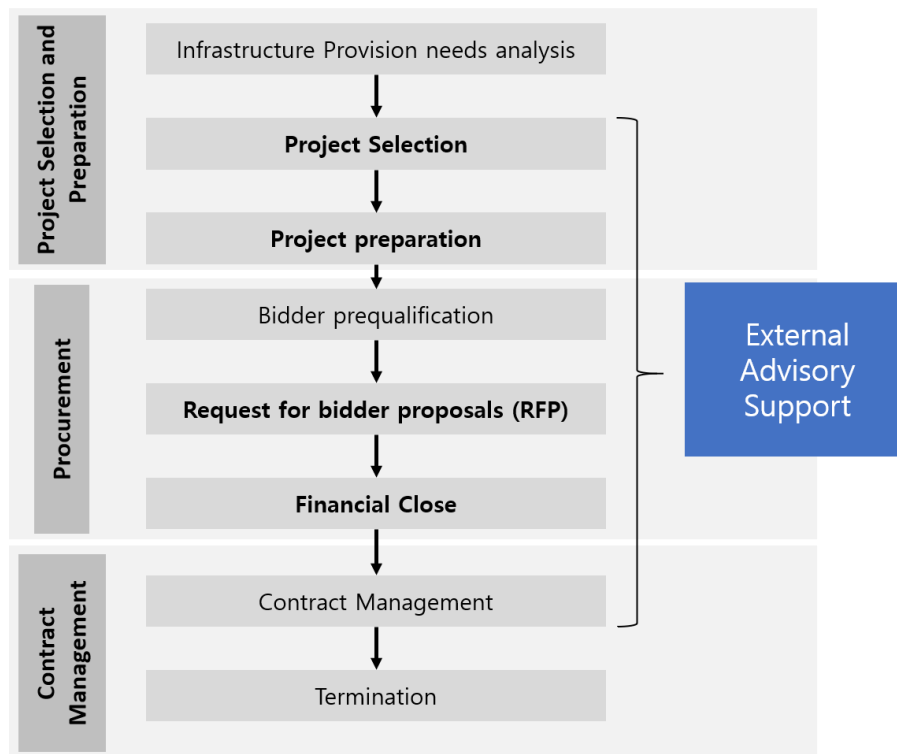 Project Selection and
Preparation
Infrastructure Provision needs analysis
Project Selection
Project preparation
Procurement
Bidder prequalification
Request for bidder proposals (RFP)
Financial Close
Contract
Management
Contract Management
Termination
External
Advisory
Support